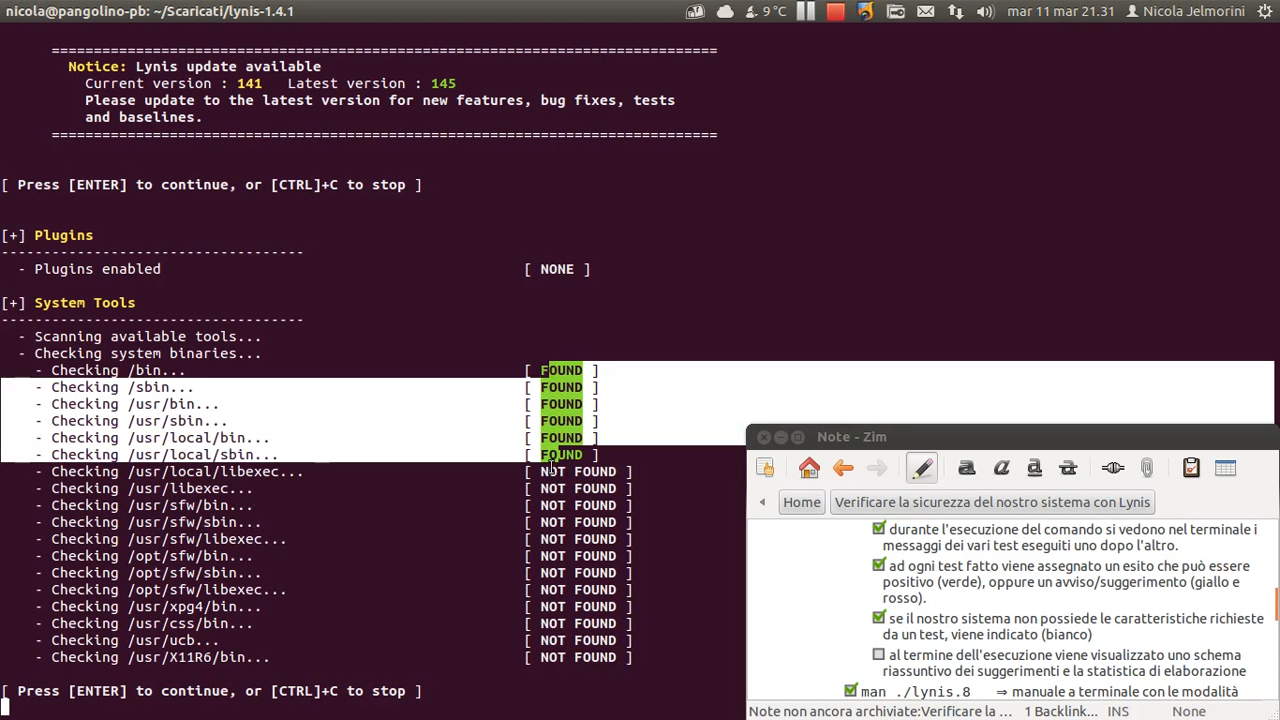 nicola@pangolino-pb: ~/Scaricati/lynis-1.4.1
9 °C
mar 11 mar 21.31
Nicola Jelmorini
===============================================================================
Notice: Lynis update available
Current version : 141   Latest version : 145
Please update to the latest version for new features, bug fixes, tests
and baselines.
===============================================================================
[ Press [ENTER] to continue, or [CTRL]+C to stop ]
[+] Plugins
------------------------------------
- Plugins enabled [ NONE ]
[+] System Tools
------------------------------------
- Scanning available tools...
- Checking system binaries...
- Checking /bin... [ FOUND ]
- Checking /sbin... [ FOUND ]
- Checking /usr/bin... [ FOUND ]
- Checking /usr/sbin... [ FOUND ]
- Checking /usr/local/bin... [ FOUND ]
- Checking /usr/local/sbin... [ FOUND ]
- Checking /usr/local/libexec... [ NOT FOUND ]
- Checking /usr/libexec... [ NOT FOUND ]
- Checking /usr/sfw/bin... [ NOT FOUND ]
- Checking /usr/sfw/sbin... [ NOT FOUND ]
- Checking /usr/sfw/libexec... [ NOT FOUND ]
- Checking /opt/sfw/bin... [ NOT FOUND ]
- Checking /opt/sfw/sbin... [ NOT FOUND ]
- Checking /opt/sfw/libexec... [ NOT FOUND ]
- Checking /usr/xpg4/bin... [ NOT FOUND ]
- Checking /usr/css/bin... [ NOT FOUND ]
- Checking /usr/ucb... [ NOT FOUND ]
- Checking /usr/X11R6/bin... [ NOT FOUND ]
[ Press [ENTER] to continue, or [CTRL]+C to stop ]
Note - Zim
Home
Verificare la sicurezza del nostro sistema con Lynis
durante l'esecuzione del comando si vedono nel terminale i
messaggi dei vari test eseguiti uno dopo l'altro.
ad ogni test fatto viene assegnato un esito che può essere
positivo (verde), oppure un avviso/suggerimento (giallo e
rosso).
se il nostro sistema non possiede le caratteristiche richieste
da un test, viene indicato (bianco)
al termine dell'esecuzione viene visualizzato uno schema
riassuntivo dei suggerimenti e la statistica di elaborazione
man ./lynis.8 ⇒ manuale a terminale con le modalità
Note non ancora archiviate:Verificare la ...
1 Backlink...
INS
None